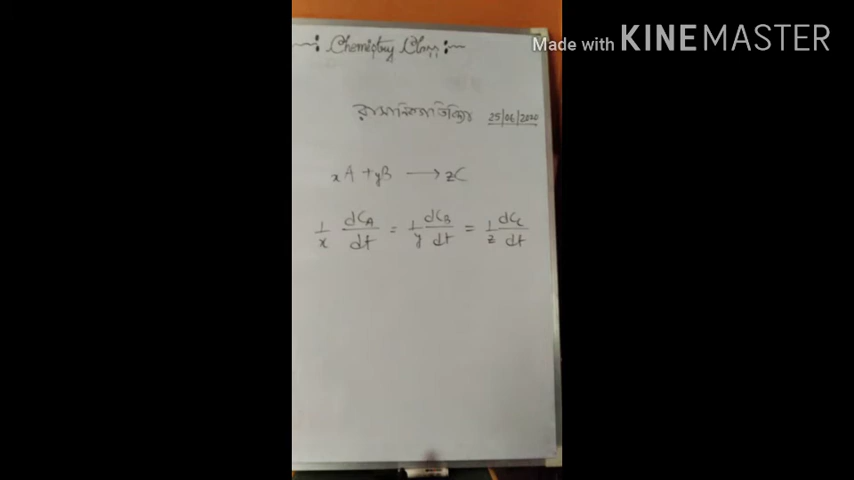 Made with KINEMASTER
Chemistry Class
রাসায়নিক গতিবিদ্যা 25/06/2020
xA + yB ⟶ zC
1/x dC_A/dt = 1/y dC_B/dt = 1/z dC_C/dt